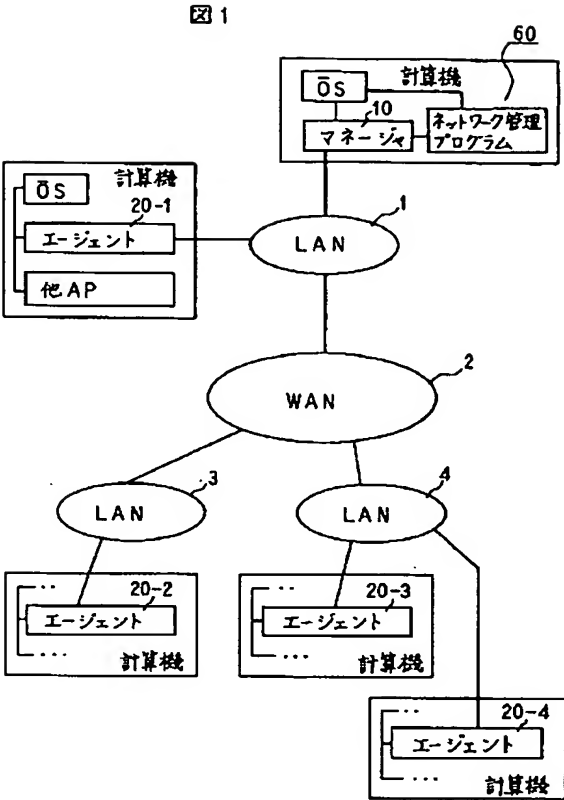 図1
60
計算機
OS
10
マネージャ
ネットワーク管理
プログラム
計算機
OS
20-1
エージェント
他AP
1
LAN
2
WAN
3
LAN
4
LAN
20-2
エージェント
計算機
20-3
エージェント
計算機
20-4
エージェント
計算機